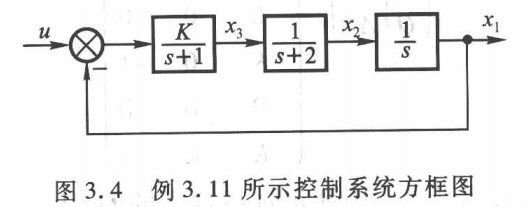 u K/(s+1) x₃ 1/(s+2) x₂ 1/s x₁
−
图 3.4 例 3.11 所示控制系统方框图